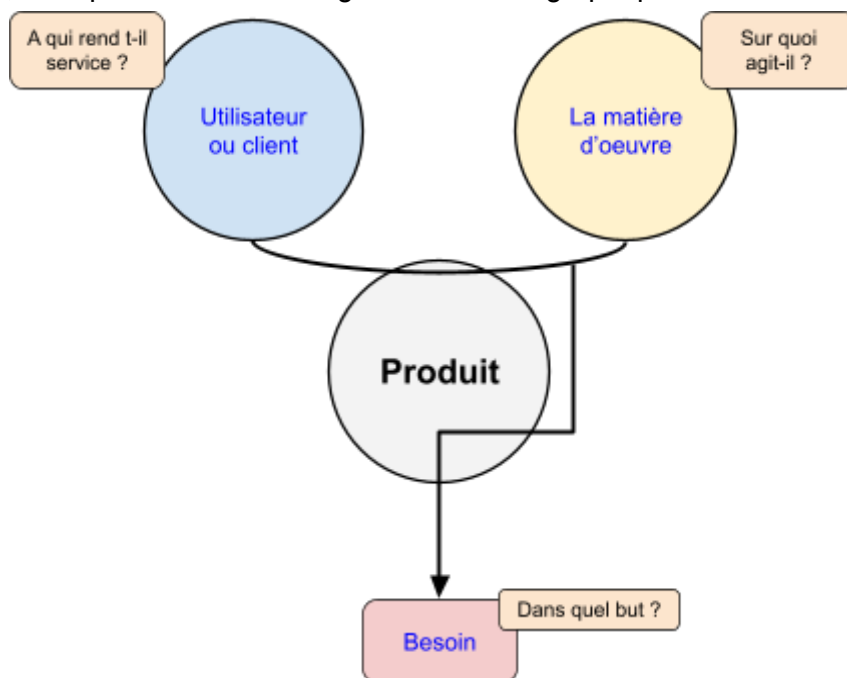 A qui rend t-il
service ?
Sur quoi
agit-il ?
Utilisateur
ou client
La matière
d'oeuvre
Produit
Dans quel but ?
Besoin